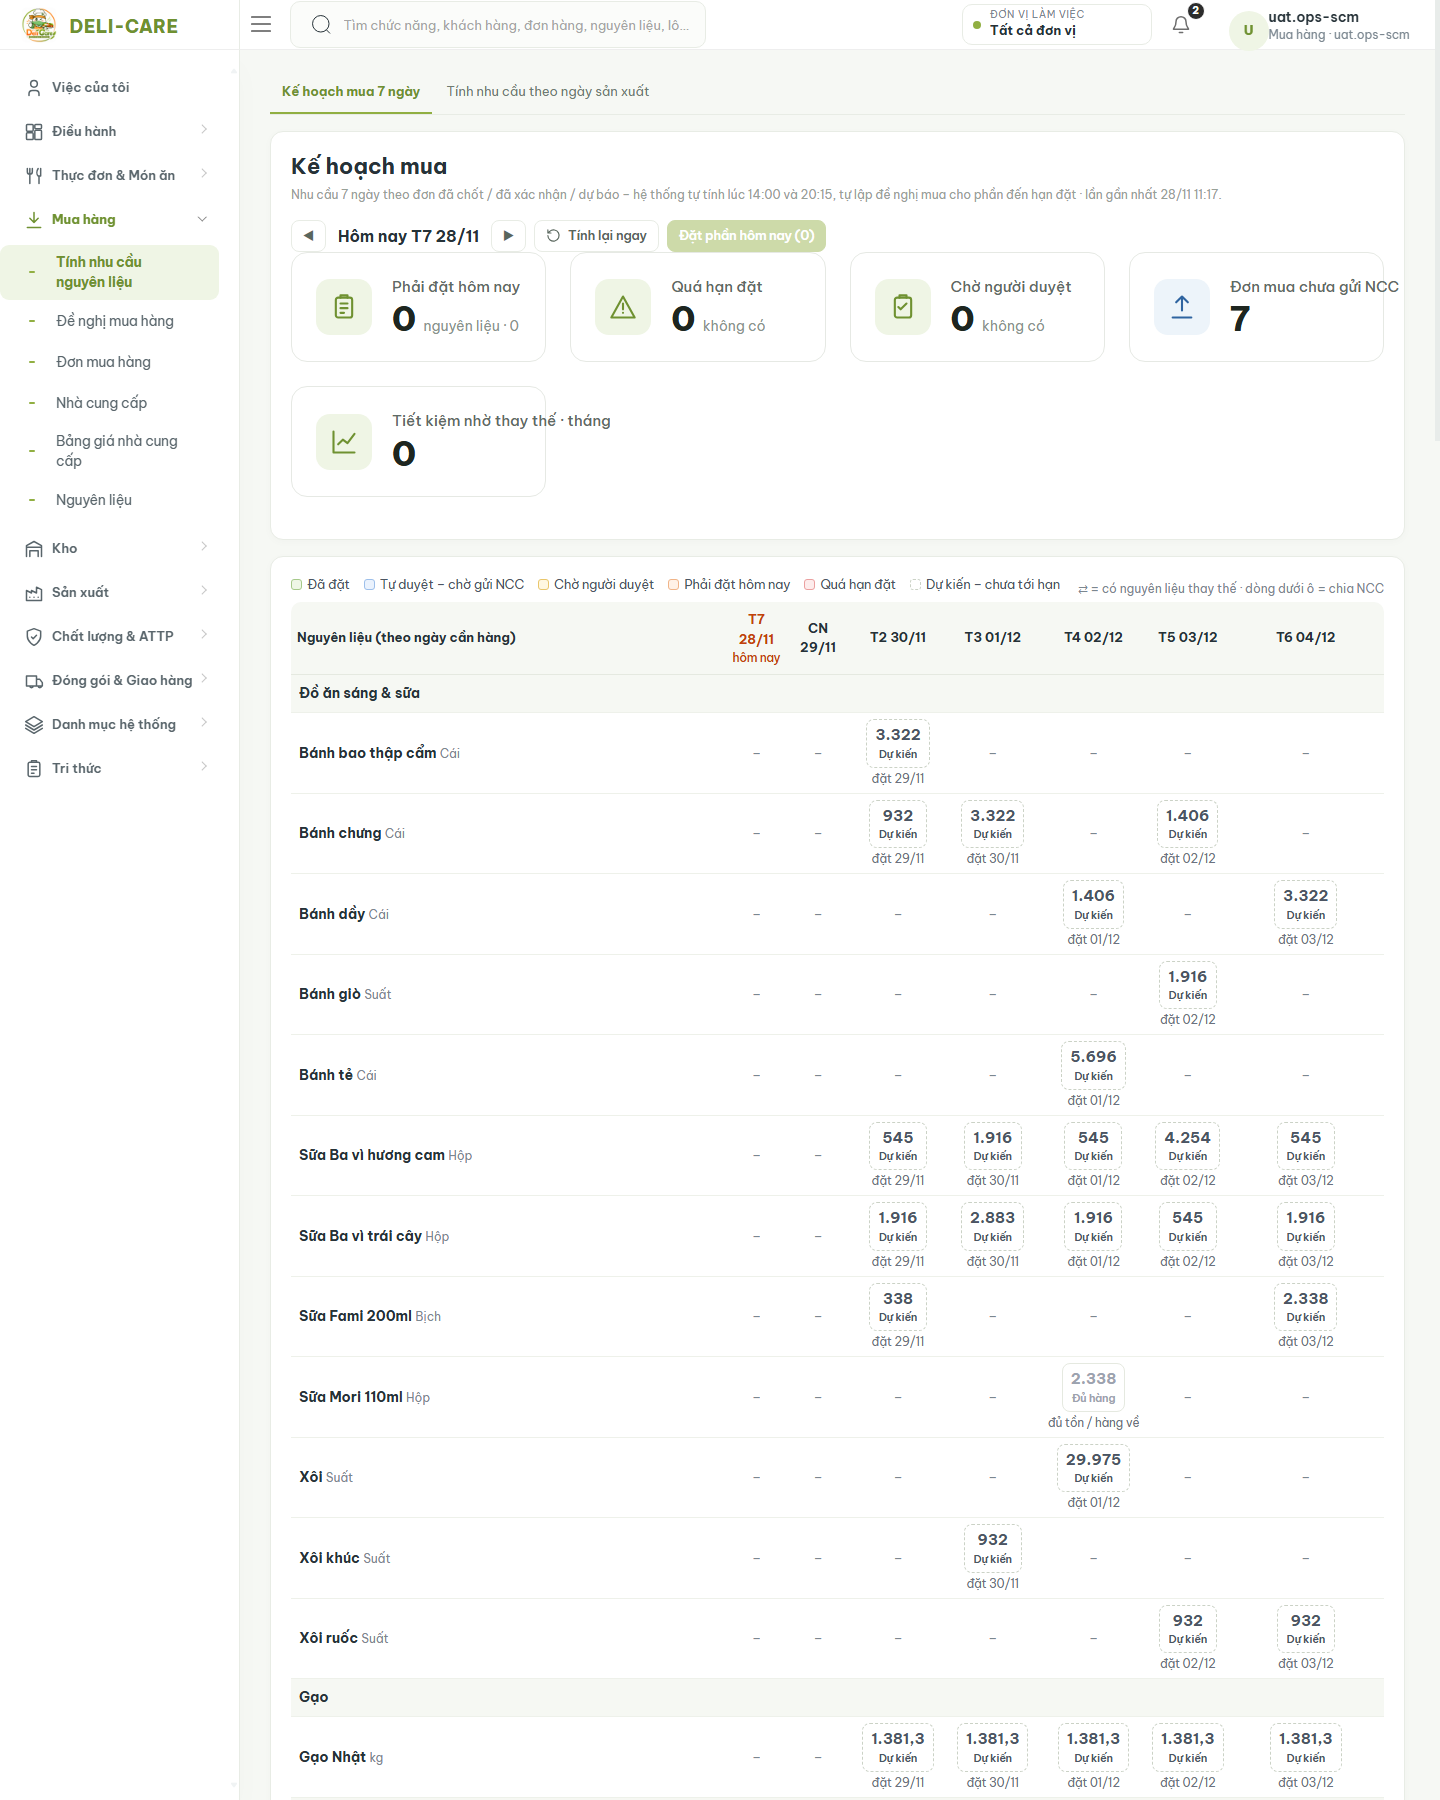 DELI-CARE
Tìm chức năng, khách hàng, đơn hàng, nguyên liệu, lô...
ĐƠN VỊ LÀM VIỆC
Tất cả đơn vị
2
U
uat.ops-scm
Mua hàng · uat.ops-scm
Việc của tôi
Điều hành
Thực đơn & Món ăn
Mua hàng
Tính nhu cầu
nguyên liệu
Đề nghị mua hàng
Đơn mua hàng
Nhà cung cấp
Bảng giá nhà cung
cấp
Nguyên liệu
Kho
Sản xuất
Chất lượng & ATTP
Đóng gói & Giao hàng
Danh mục hệ thống
Tri thức
Kế hoạch mua 7 ngày
Tính nhu cầu theo ngày sản xuất
Kế hoạch mua
Nhu cầu 7 ngày theo đơn đã chốt / đã xác nhận / dự báo – hệ thống tự tính lúc 14:00 và 20:15, tự lập đề nghị mua cho phần đến hạn đặt · lần gần nhất 28/11 11:17.
◀ Hôm nay T7 28/11 ▶ Tính lại ngay Đặt phần hôm nay (0)
Phải đặt hôm nay
0 nguyên liệu · 0
Quá hạn đặt
0 không có
Chờ người duyệt
0 không có
Đơn mua chưa gửi NCC
7
Tiết kiệm nhờ thay thế · tháng
0
Đã đặt Tự duyệt – chờ gửi NCC Chờ người duyệt Phải đặt hôm nay Quá hạn đặt Dự kiến – chưa tới hạn ⇄ = có nguyên liệu thay thế · dòng dưới ô = chia NCC
Nguyên liệu (theo ngày cần hàng) T7 28/11 hôm nay CN 29/11 T2 30/11 T3 01/12 T4 02/12 T5 03/12 T6 04/12
Đồ ăn sáng & sữa
Bánh bao thập cẩm Cái – – 3.322 – – – –
Dự kiến
đặt 29/11
Bánh chưng Cái – – 932 3.322 – 1.406 –
Dự kiến Dự kiến Dự kiến
đặt 29/11 đặt 30/11 đặt 02/12
Bánh dầy Cái – – – – 1.406 – 3.322
Dự kiến Dự kiến
đặt 01/12 đặt 03/12
Bánh giò Suất – – – – – 1.916 –
Dự kiến
đặt 02/12
Bánh tẻ Cái – – – – 5.696 – –
Dự kiến
đặt 01/12
Sữa Ba vì hương cam Hộp – – 545 1.916 545 4.254 545
Dự kiến Dự kiến Dự kiến Dự kiến Dự kiến
đặt 29/11 đặt 30/11 đặt 01/12 đặt 02/12 đặt 03/12
Sữa Ba vì trái cây Hộp – – 1.916 2.883 1.916 545 1.916
Dự kiến Dự kiến Dự kiến Dự kiến Dự kiến
đặt 29/11 đặt 30/11 đặt 01/12 đặt 02/12 đặt 03/12
Sữa Fami 200ml Bịch – – 338 – – – 2.338
Dự kiến Dự kiến
đặt 29/11 đặt 03/12
Sữa Mori 110ml Hộp – – – – 2.338 – –
Đủ hàng
đủ tồn / hàng về
Xôi Suất – – – – 29.975 – –
Dự kiến
đặt 01/12
Xôi khúc Suất – – – 932 – – –
Dự kiến
đặt 30/11
Xôi ruốc Suất – – – – – 932 932
Dự kiến Dự kiến
đặt 02/12 đặt 03/12
Gạo
Gạo Nhật kg – – 1.381,3 1.381,3 1.381,3 1.381,3 1.381,3
Dự kiến Dự kiến Dự kiến Dự kiến Dự kiến
đặt 29/11 đặt 30/11 đặt 01/12 đặt 02/12 đặt 03/12